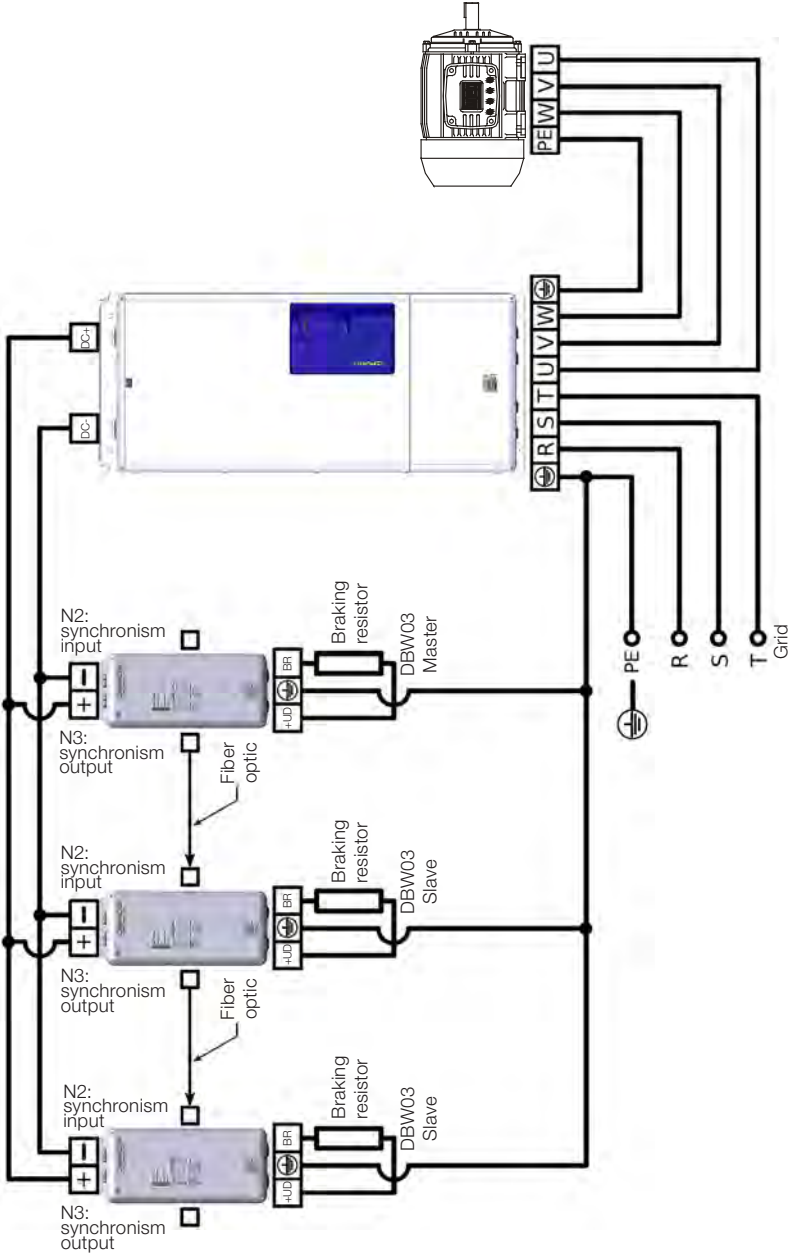 DC-
DC+
N2:
synchronism
input
N3:
synchronism
output
− +
BR
+UD
Braking
resistor
DBW03
Master
Fiber
optic
N2:
synchronism
input
N3:
synchronism
output
− +
BR
+UD
Braking
resistor
DBW03
Slave
Fiber
optic
N2:
synchronism
input
N3:
synchronism
output
− +
BR
+UD
Braking
resistor
DBW03
Slave
R S T U V W
PE W V U
PE
R
S
T
Grid